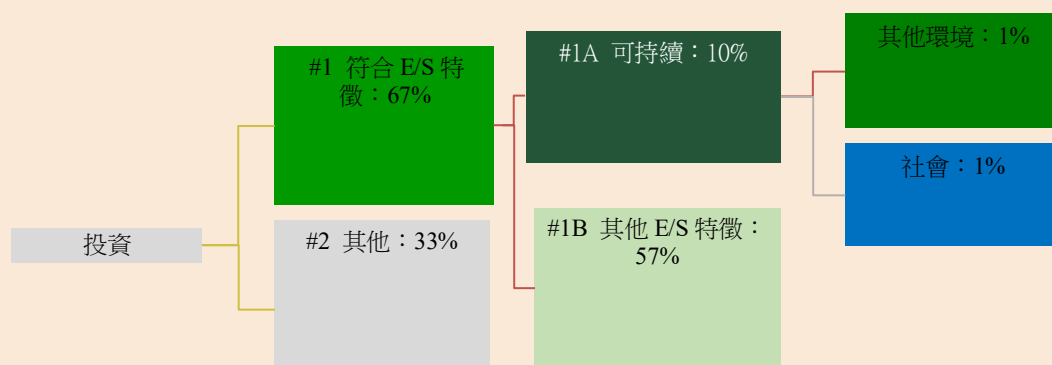 投資
#1 符合 E/S 特
徵：67%
#2 其他：33%
#1A 可持續：10%
#1B 其他 E/S 特徵：
57%
其他環境：1%
社會：1%